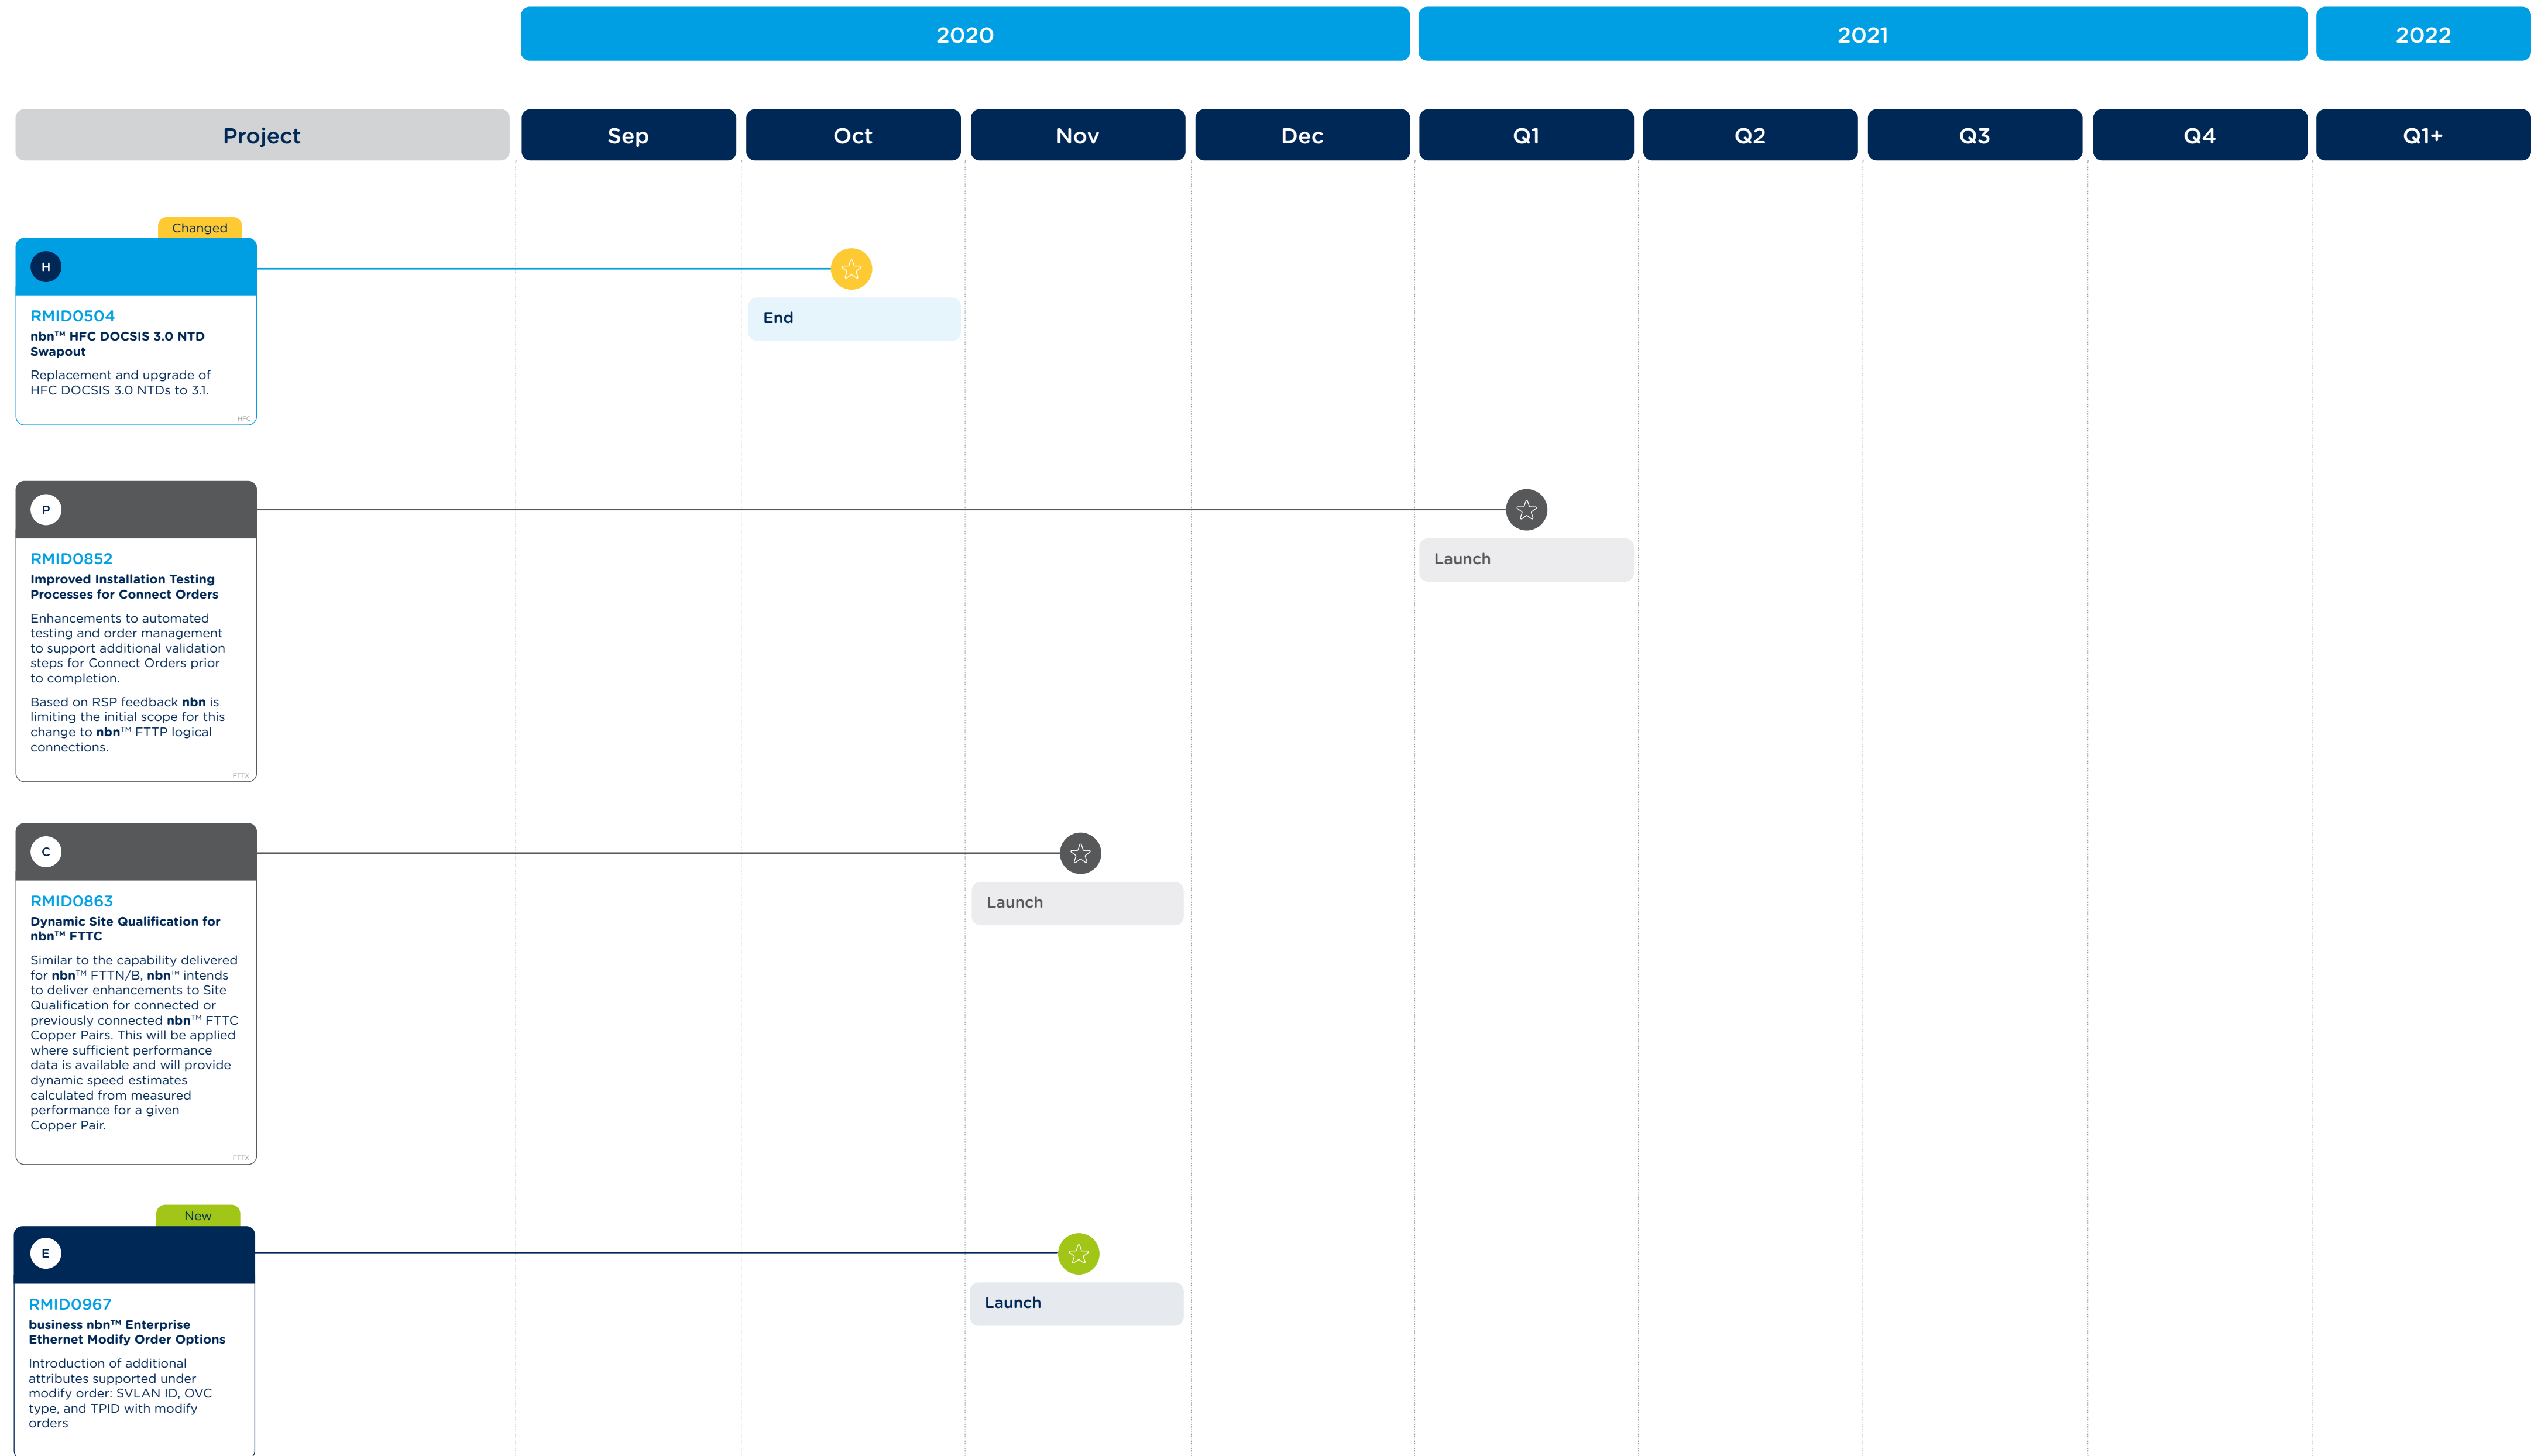 2020
2021
2022
Project
Sep
Oct
Nov
Dec
Q1
Q2
Q3
Q4
Q1+
Changed
H
RMID0504
nbn™ HFC DOCSIS 3.0 NTD
Swapout
Replacement and upgrade of
HFC DOCSIS 3.0 NTDs to 3.1.
HFC
End
P
RMID0852
Improved Installation Testing
Processes for Connect Orders
Enhancements to automated
testing and order management
to support additional validation
steps for Connect Orders prior
to completion.
Based on RSP feedback nbn is
limiting the initial scope for this
change to nbn™ FTTP logical
connections.
FTTX
Launch
C
RMID0863
Dynamic Site Qualification for
nbn™ FTTC
Similar to the capability delivered
for nbn™ FTTN/B, nbn™ intends
to deliver enhancements to Site
Qualification for connected or
previously connected nbn™ FTTC
Copper Pairs. This will be applied
where sufficient performance
data is available and will provide
dynamic speed estimates
calculated from measured
performance for a given
Copper Pair.
FTTX
Launch
New
E
RMID0967
business nbn™ Enterprise
Ethernet Modify Order Options
Introduction of additional
attributes supported under
modify order: SVLAN ID, OVC
type, and TPID with modify
orders
Launch